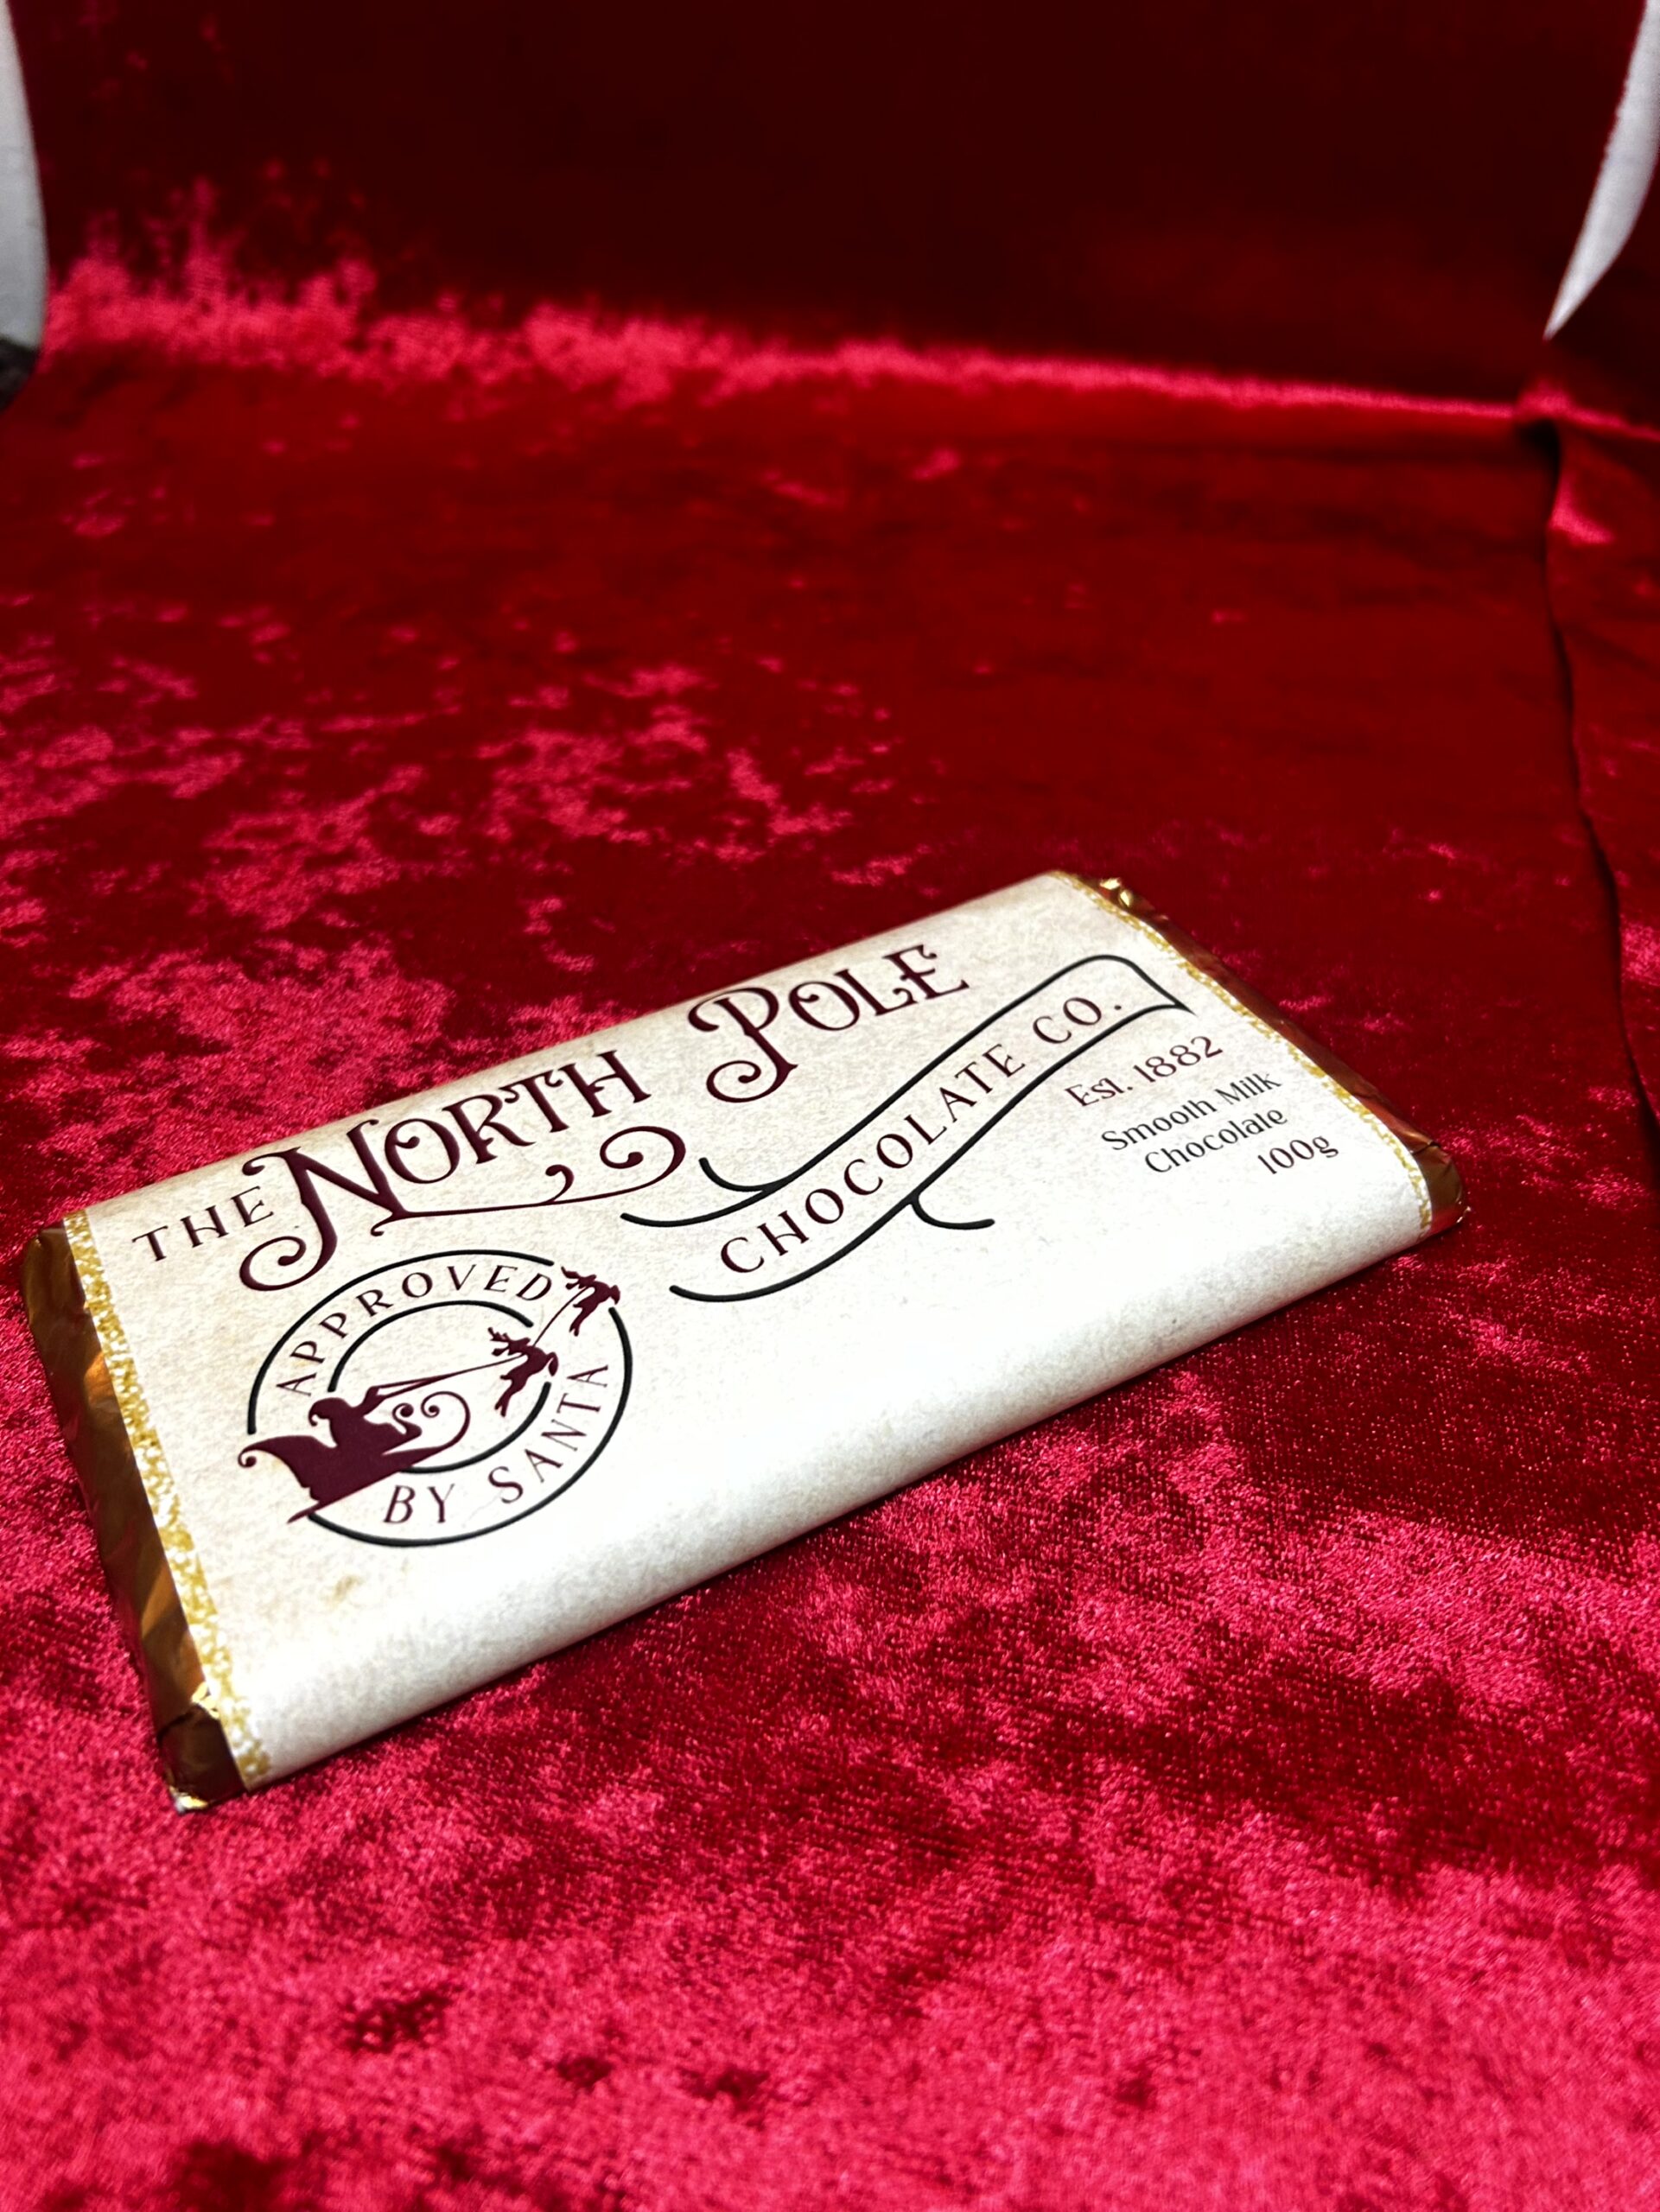 THE NORTH POLE
CHOCOLATE CO.
Est. 1882
Smooth Milk
Chocolate
100g
APPROVED
BY SANTA